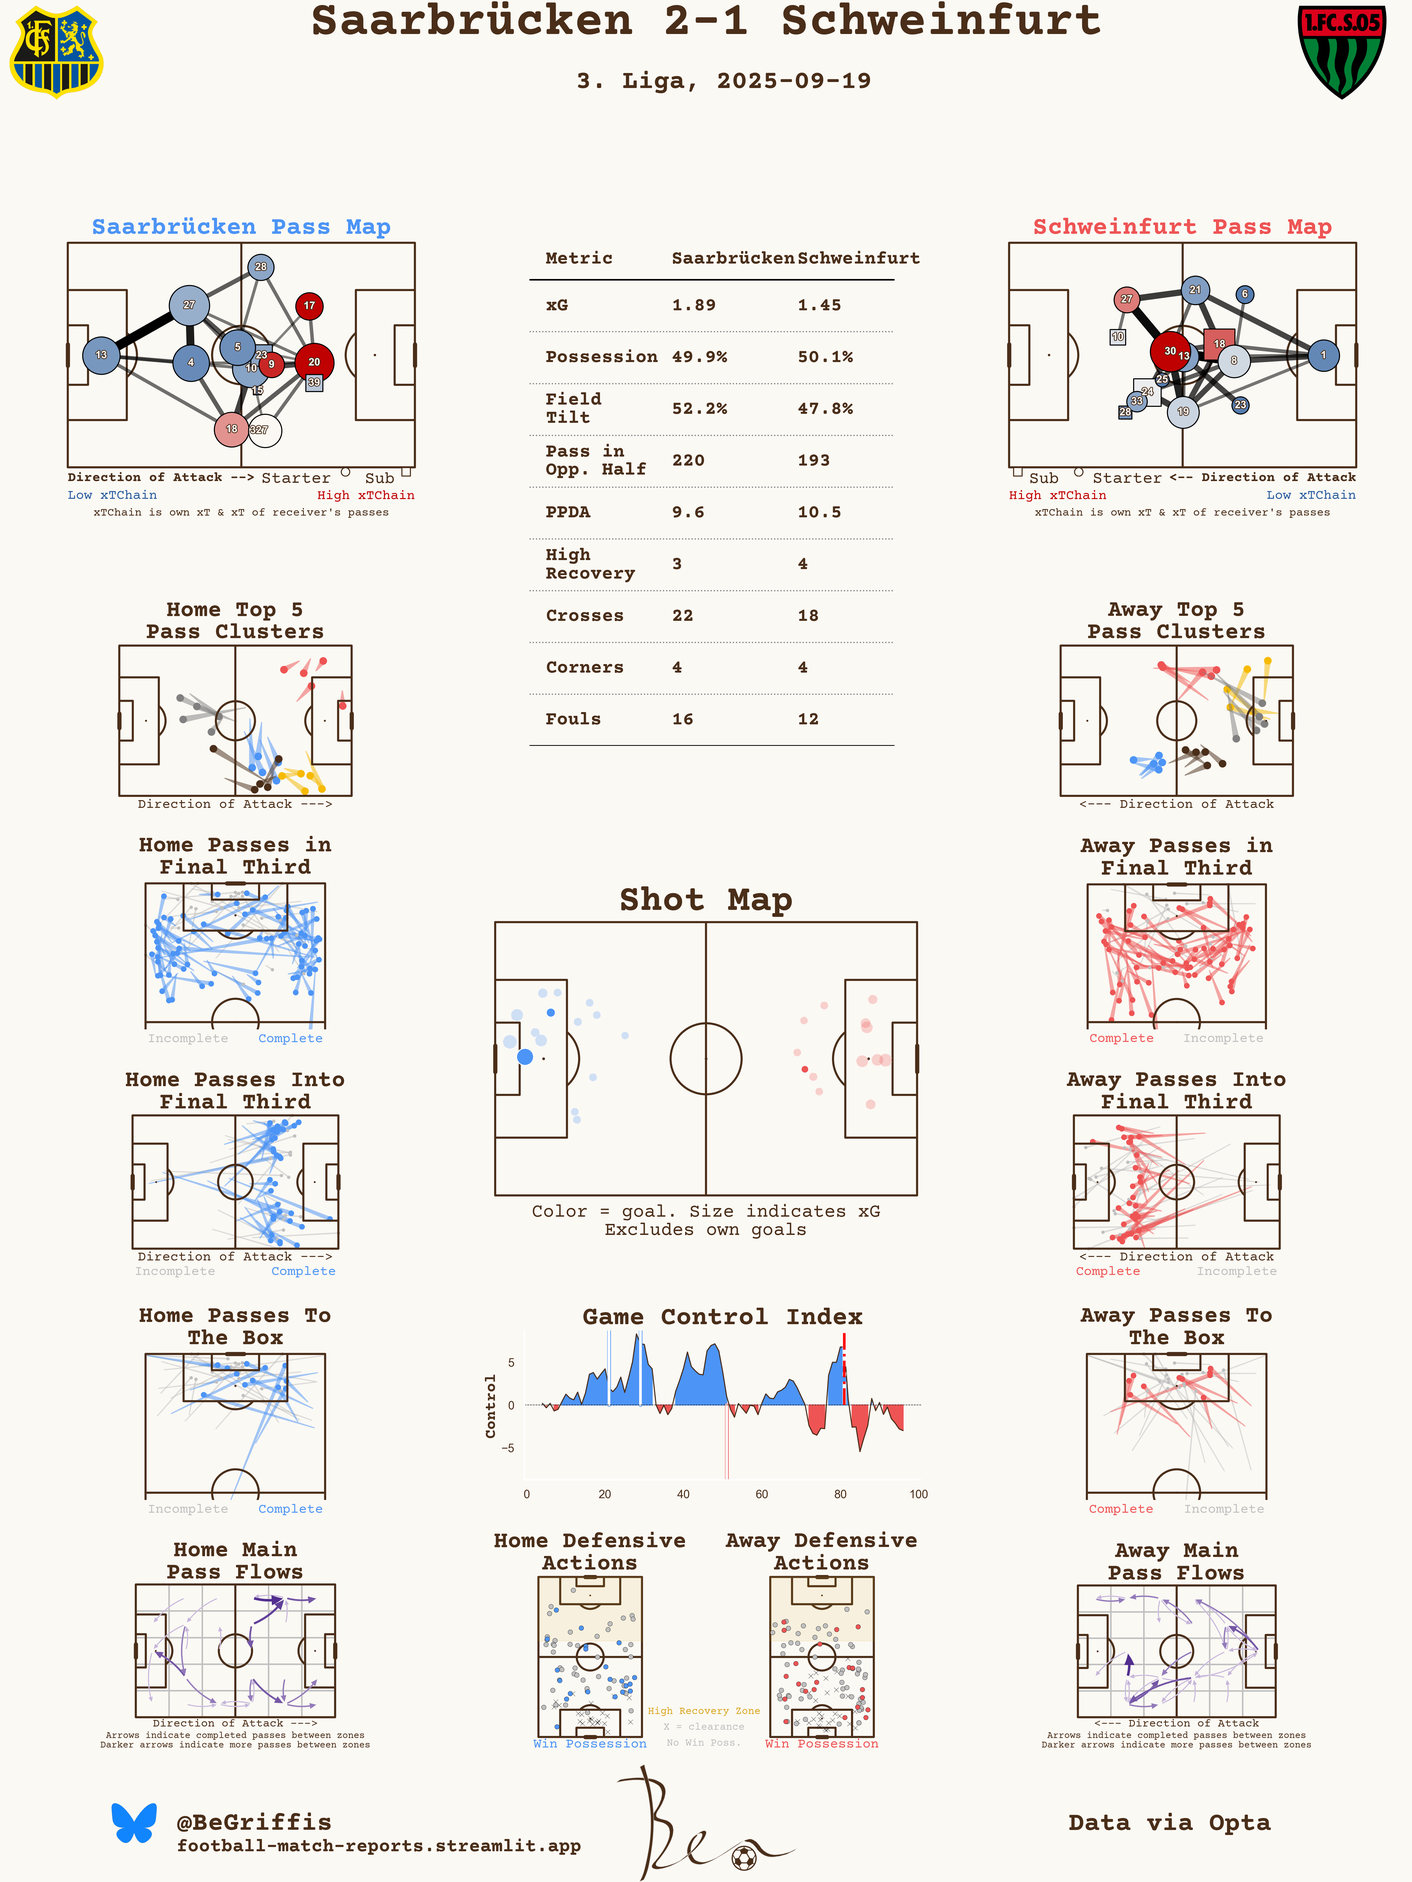 Saarbrücken 2-1 Schweinfurt
3. Liga, 2025-09-19
1.FC.S.05
Saarbrücken Pass Map
28
27
17
13
5
4
23
10
9
20
39
15
18
327
Direction of Attack --> Starter Sub
Low xTChain High xTChain
xTChain is own xT & xT of receiver's passes
Metric Saarbrücken Schweinfurt
xG 1.89 1.45
Possession 49.9% 50.1%
Field
Tilt 52.2% 47.8%
Pass in
Opp. Half 220 193
PPDA 9.6 10.5
High
Recovery 3 4
Crosses 22 18
Corners 4 4
Fouls 16 12
Schweinfurt Pass Map
27
21
6
10
30
13
18
8
1
25
24
33
28
19
23
Sub Starter <-- Direction of Attack
High xTChain Low xTChain
xTChain is own xT & xT of receiver's passes
Home Top 5
Pass Clusters
Direction of Attack --->
Away Top 5
Pass Clusters
<--- Direction of Attack
Home Passes in
Final Third
Incomplete Complete
Shot Map
Color = goal. Size indicates xG
Excludes own goals
Away Passes in
Final Third
Complete Incomplete
Home Passes Into
Final Third
Direction of Attack --->
Incomplete Complete
Away Passes Into
Final Third
<--- Direction of Attack
Complete Incomplete
Home Passes To
The Box
Incomplete Complete
Game Control Index
Control
5
0
−5
0 20 40 60 80 100
Away Passes To
The Box
Complete Incomplete
Home Main
Pass Flows
Direction of Attack --->
Arrows indicate completed passes between zones
Darker arrows indicate more passes between zones
Home Defensive
Actions
Win Possession
High Recovery Zone
X = clearance
No Win Poss.
Away Defensive
Actions
Win Possession
Away Main
Pass Flows
<--- Direction of Attack
Arrows indicate completed passes between zones
Darker arrows indicate more passes between zones
@BeGriffis
football-match-reports.streamlit.app
Ben
Data via Opta